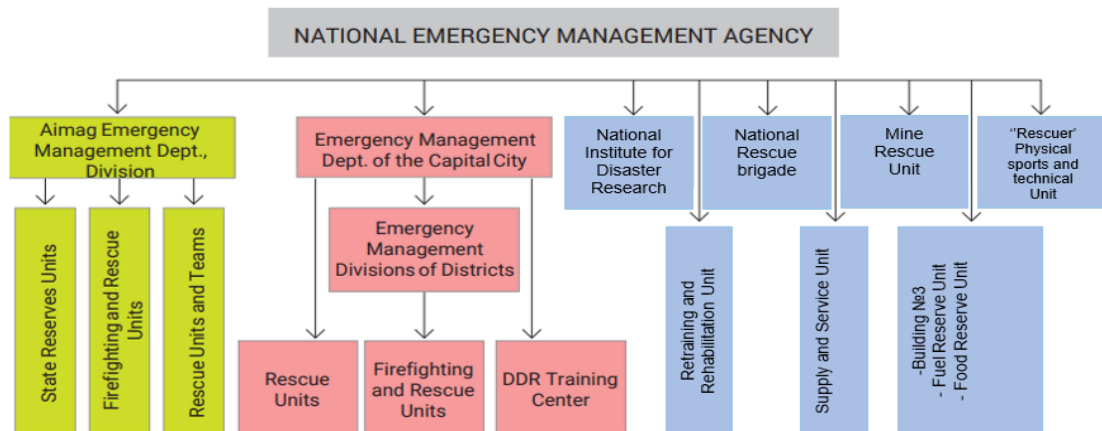 NATIONAL EMERGENCY MANAGEMENT AGENCY
Aimag Emergency
Management Dept.,
Division
State Reserves Units
Firefighting and Rescue
Units
Rescue Units and Teams
Emergency Management
Dept. of the Capital City
Emergency
Management
Divisions of Districts
Rescue
Units
Firefighting
and Rescue
Units
DDR Training
Center
National
Institute for
Disaster
Research
National
Rescue
brigade
Mine
Rescue
Unit
‘'Rescuer’
Physical
sports and
technical
Unit
Retraining and
Rehabilitation Unit
Supply and Service Unit
-Building №3
- Fuel Reserve Unit
- Food Reserve Unit